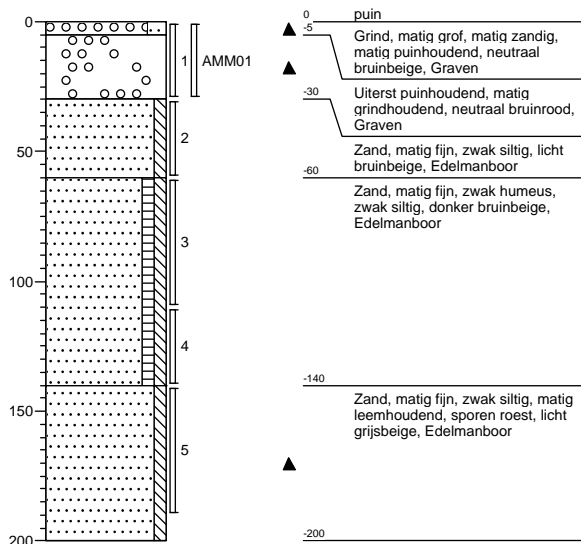 0
50
100
150
200
1
AMM01
2
3
4
5
0
puin
-5
Grind, matig grof, matig zandig,
matig puinhoudend, neutraal
bruinbeige, Graven
-30
Uiterst puinhoudend, matig
grindhoudend, neutraal bruinrood,
Graven
Zand, matig fijn, zwak siltig, licht
bruinbeige, Edelmanboor
-60
Zand, matig fijn, zwak humeus,
zwak siltig, donker bruinbeige,
Edelmanboor
-140
Zand, matig fijn, zwak siltig, matig
leemhoudend, sporen roest, licht
grijsbeige, Edelmanboor
-200